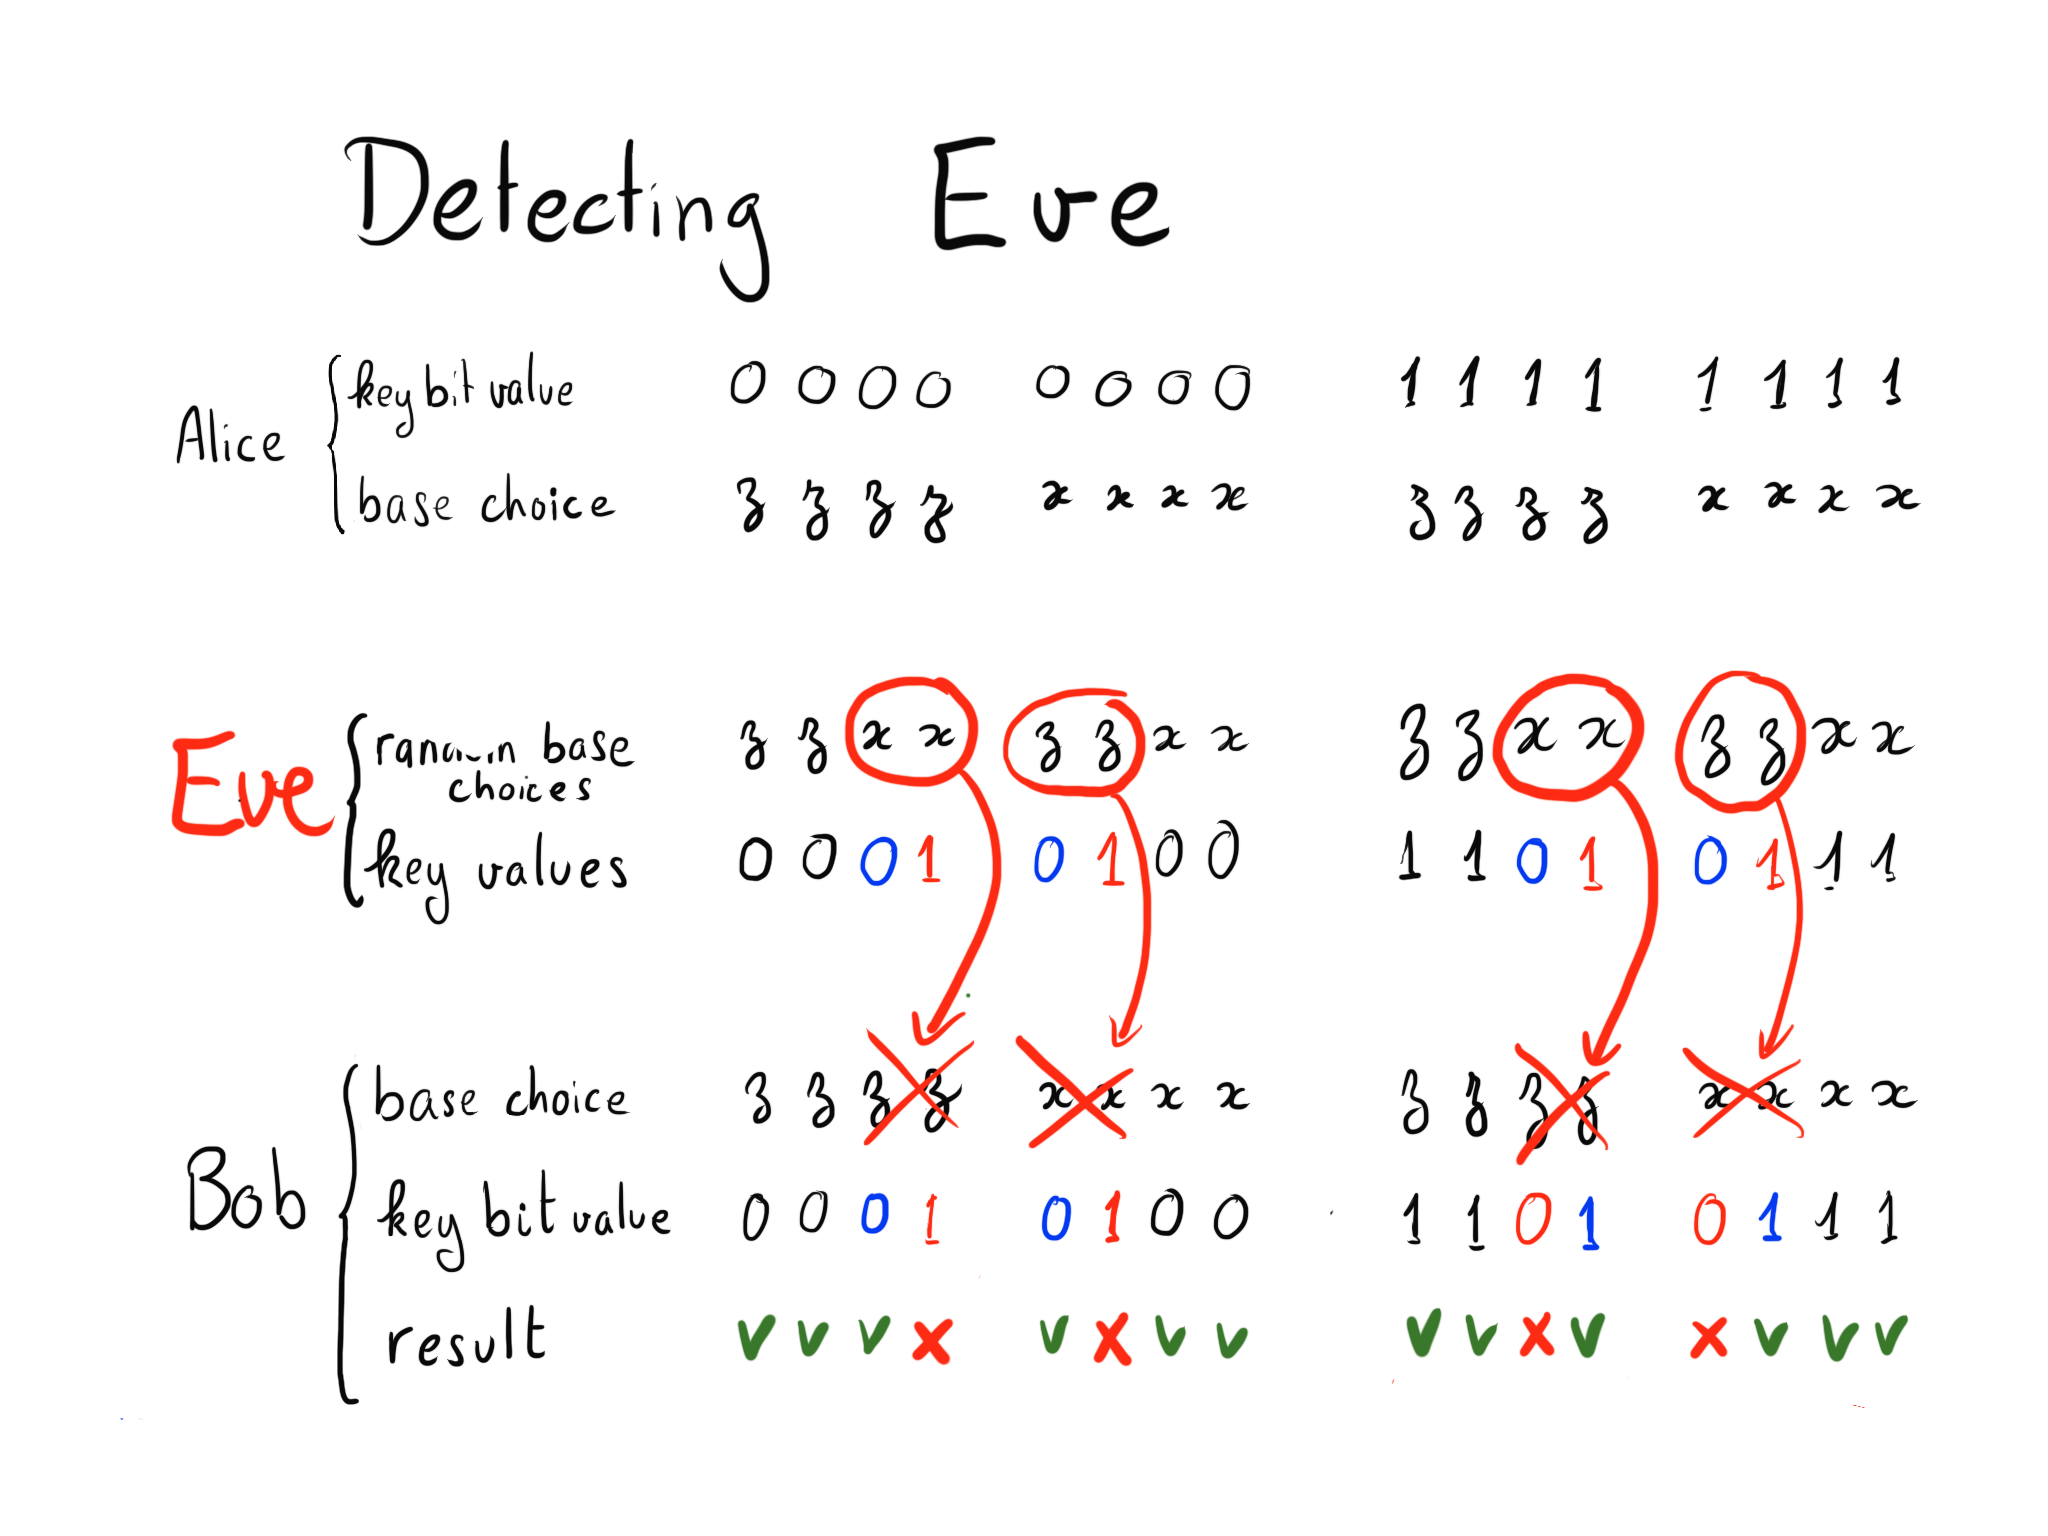 Detecting Eve
Alice
key bit value 0 0 0 0 0 0 0 0 1 1 1 1 1 1 1 1
base choice z z z z x x x x z z z z x x x x
Eve
base z z x x z z x x z z x x z z x x
choices
key values 0 0 0 1 0 1 0 0 1 1 0 1 0 1 1 1
base choice z z z z x x x x z z z z x x x x
Bob
key bit value 0 0 0 1 0 1 0 0 1 1 0 1 0 1 1 1
result v v v x v x v v v v x v x v v v